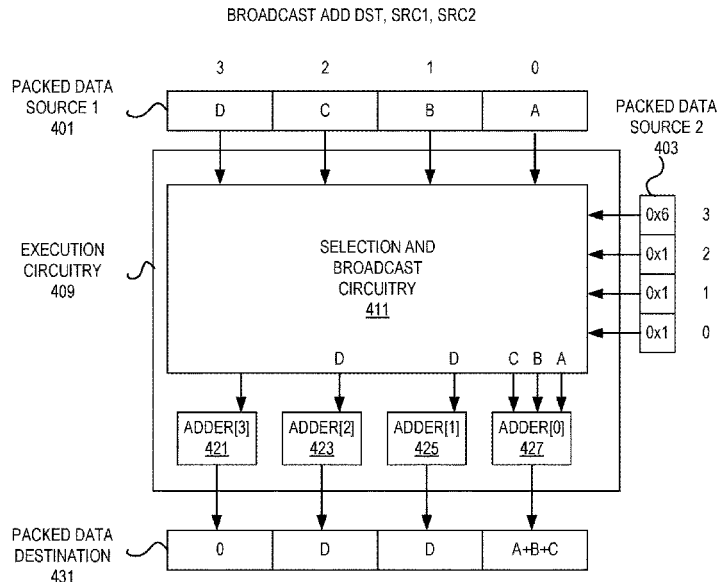 BROADCAST ADD DST, SRC1, SRC2
3 2 1 0
PACKED DATA
SOURCE 1
401
D C B A
PACKED DATA
SOURCE 2
403
0x6 3
0x1 2
0x1 1
0x1 0
EXECUTION
CIRCUITRY
409
SELECTION AND
BROADCAST
CIRCUITRY
411
D D C B A
ADDER[3] ADDER[2] ADDER[1] ADDER[0]
421 423 425 427
PACKED DATA
DESTINATION
431
0 D D A+B+C